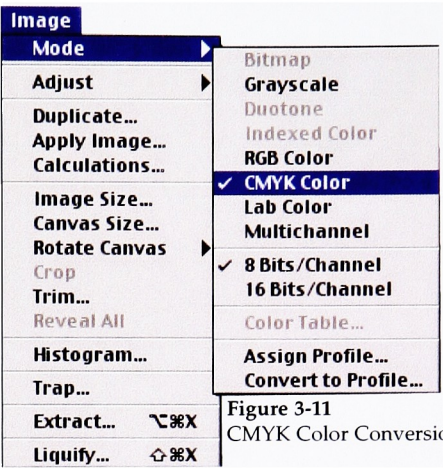 Image
Mode
Adjust
Duplicate...
Apply Image...
Calculations...
Image Size...
Canvas Size...
Rotate Canvas
Crop
Trim...
Reveal All
Histogram...
Trap...
Extract... ⌥⌘X
Liquify... ⇧⌘X
Bitmap
Grayscale
Duotone
Indexed Color
RGB Color
✓ CMYK Color
Lab Color
Multichannel
✓ 8 Bits/Channel
16 Bits/Channel
Color Table...
Assign Profile...
Convert to Profile...
Figure 3-11
CMYK Color Conversio